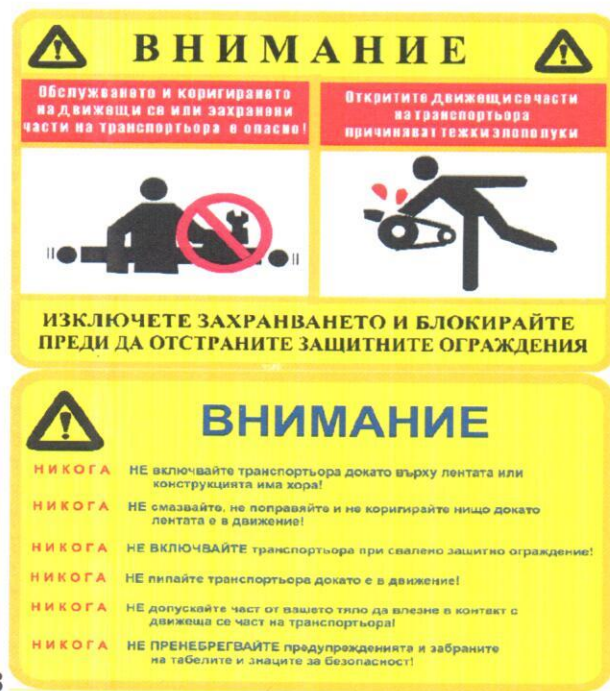 ВНИМАНИЕ
Обслужването и коригирането
на движещи се или захранени
части на транспортьора е опасно!
Откритите движещи се части
на транспортьора
причиняват тежки злополуки
ИЗКЛЮЧЕТЕ ЗАХРАНВАНЕТО И БЛОКИРАЙТЕ
ПРЕДИ ДА ОТСТРАНИТЕ ЗАЩИТНИТЕ ОГРАЖДЕНИЯ
ВНИМАНИЕ
НИКОГА НЕ включвайте транспортьора докато върху лентата или
конструкцията има хора!
НИКОГА НЕ смазвайте, не поправяйте и не коригирайте нищо докато
лентата е в движение!
НИКОГА НЕ ВКЛЮЧВАЙТЕ транспортьора при свалено защитно ограждение!
НИКОГА НЕ пипайте транспортьора докато е в движение!
НИКОГА НЕ допускайте част от вашето тяло да влезне в контакт с
движеща се част на транспортьора!
НИКОГА НЕ ПРЕНЕБРЕГВАЙТЕ предупрежденията и забраните
на табелите и знаците за безопасност!